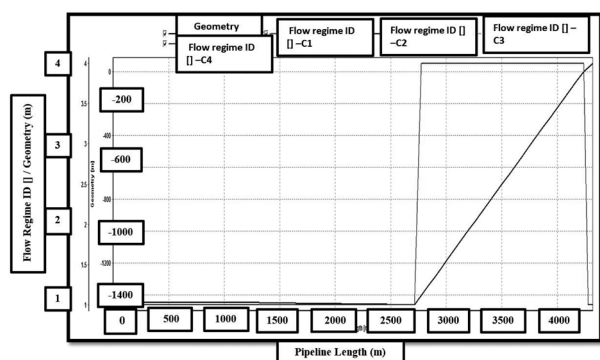 Geometry
Flow regime ID
[] –C1
Flow regime ID []
–C2
Flow regime ID [] –
C3
Flow regime ID
[] –C4
4
3
2
1
4
3.5
2.5
1.5
1
Flow Regime ID [] / Geometry (m)
Geometry [m]
0
-200
-400
-600
-800
-1000
-1200
-1400
0
500
1000
1500
2000
2500
3000
3500
4000
Pipeline Length (m)